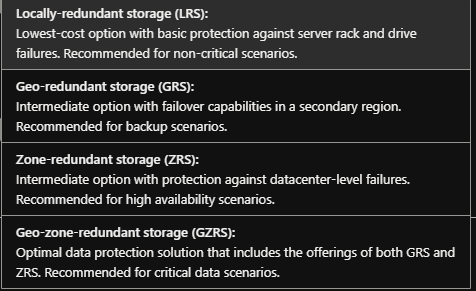 Locally-redundant storage (LRS):
Lowest-cost option with basic protection against server rack and drive
failures. Recommended for non-critical scenarios.
Geo-redundant storage (GRS):
Intermediate option with failover capabilities in a secondary region.
Recommended for backup scenarios.
Zone-redundant storage (ZRS):
Intermediate option with protection against datacenter-level failures.
Recommended for high availability scenarios.
Geo-zone-redundant storage (GZRS):
Optimal data protection solution that includes the offerings of both GRS and
ZRS. Recommended for critical data scenarios.